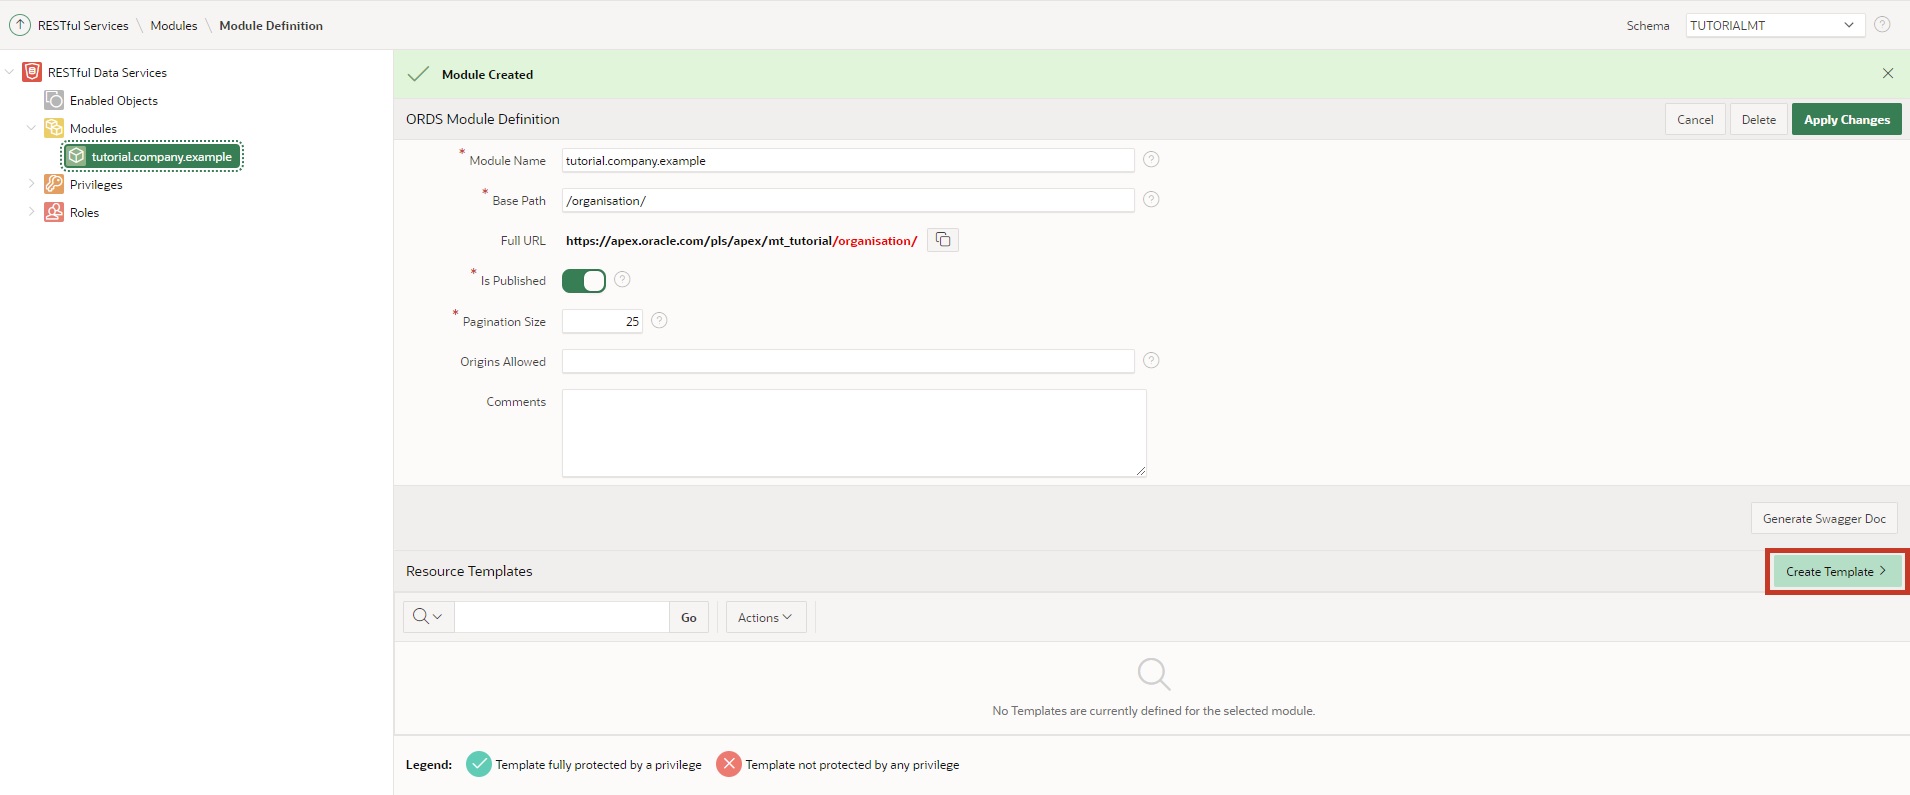 RESTful Services \ Modules \ Module Definition
Schema TUTORIALMT ?
RESTful Data Services
Enabled Objects
Modules
tutorial.company.example
Privileges
Roles
Module Created
ORDS Module Definition
Cancel Delete Apply Changes
* Module Name tutorial.company.example ?
* Base Path /organisation/ ?
Full URL https://apex.oracle.com/pls/apex/mt_tutorial/organisation/
* Is Published ?
* Pagination Size 25 ?
Origins Allowed ?
Comments
Generate Swagger Doc
Resource Templates
Create Template >
Go Actions
No Templates are currently defined for the selected module.
Legend: Template fully protected by a privilege Template not protected by any privilege